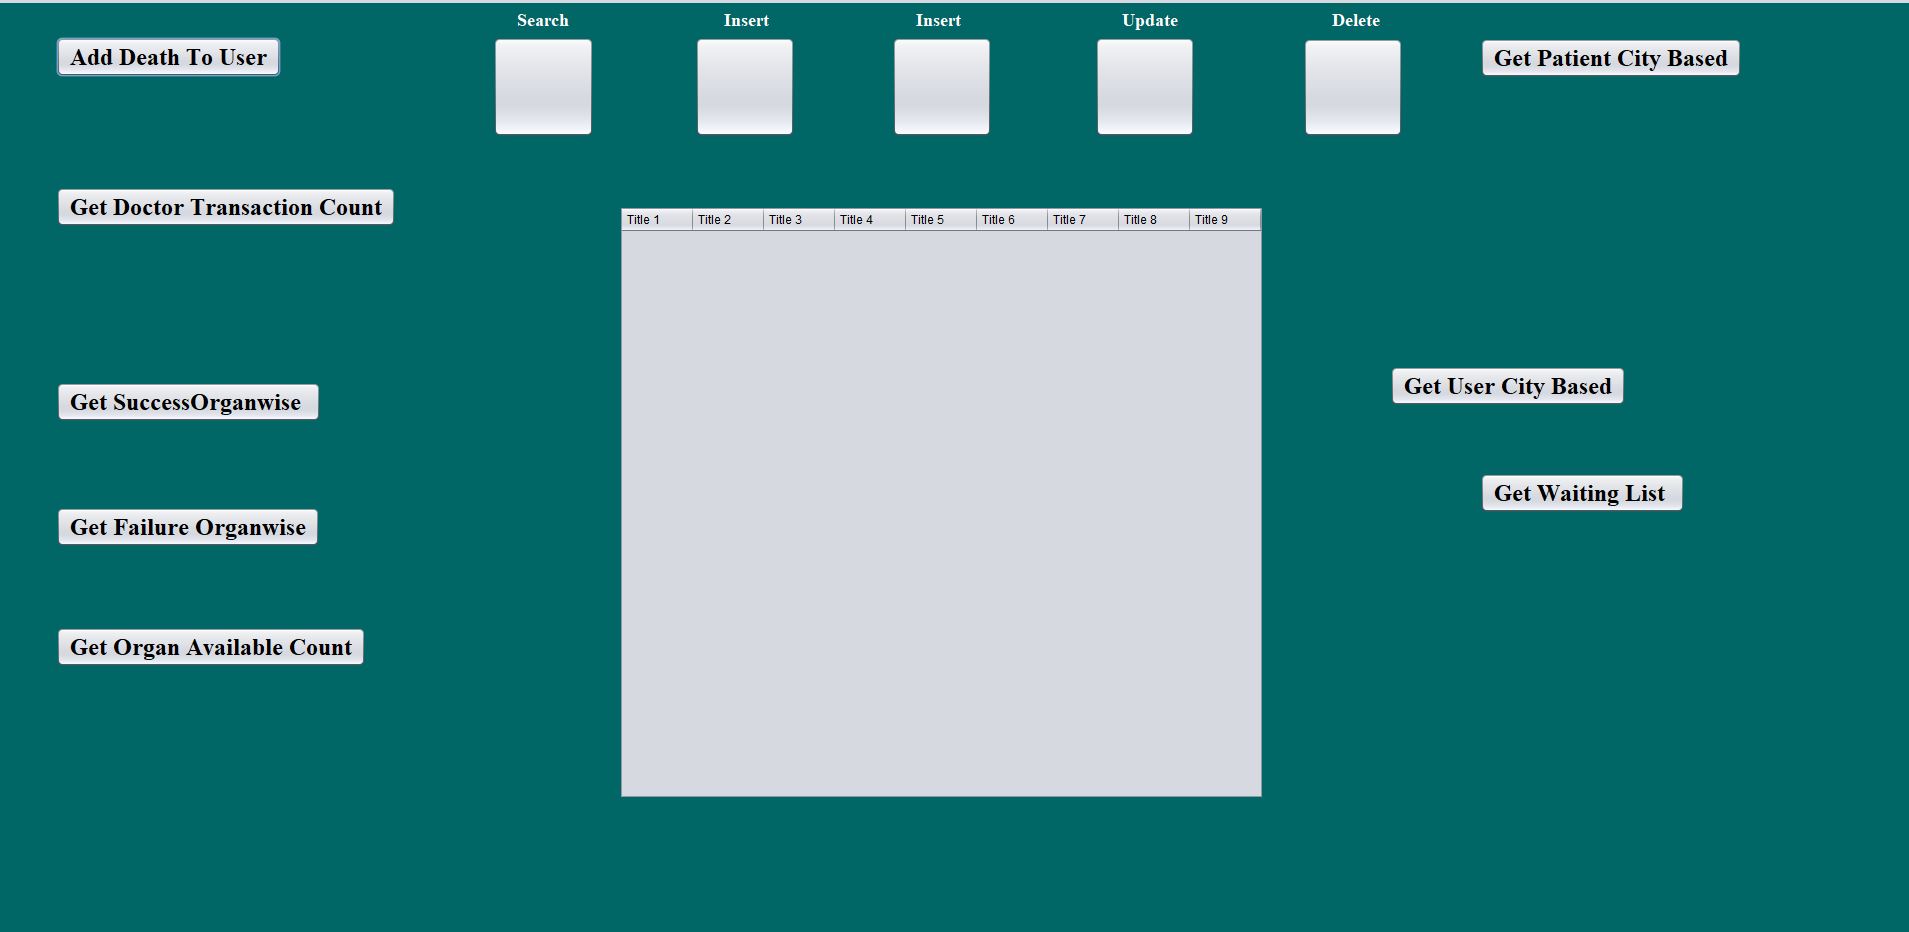 Search Insert Insert Update Delete
Add Death To User
Get Patient City Based
Get Doctor Transaction Count
Title 1 Title 2 Title 3 Title 4 Title 5 Title 6 Title 7 Title 8 Title 9
Get User City Based
Get SuccessOrganwise
Get Waiting List
Get Failure Organwise
Get Organ Available Count